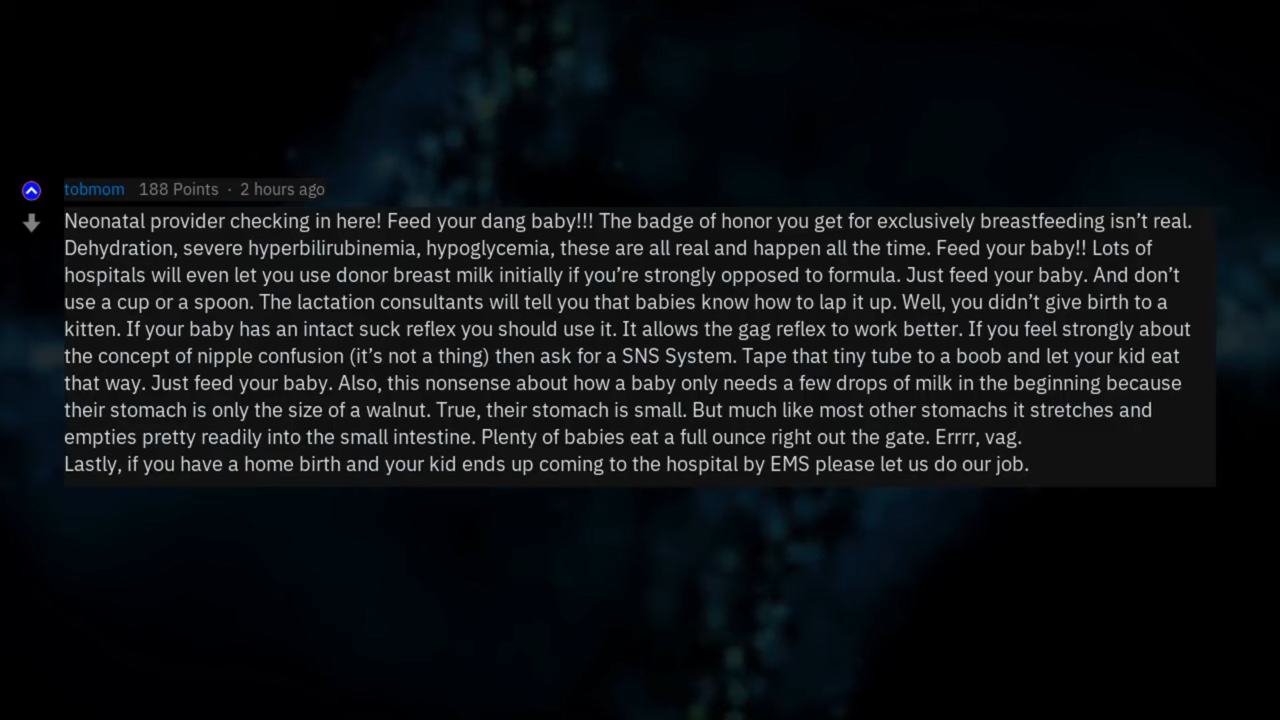 tobmom 188 Points · 2 hours ago
Neonatal provider checking in here! Feed your dang baby!!! The badge of honor you get for exclusively breastfeeding isn’t real.
Dehydration, severe hyperbilirubinemia, hypoglycemia, these are all real and happen all the time. Feed your baby!! Lots of
hospitals will even let you use donor breast milk initially if you’re strongly opposed to formula. Just feed your baby. And don’t
use a cup or a spoon. The lactation consultants will tell you that babies know how to lap it up. Well, you didn’t give birth to a
kitten. If your baby has an intact suck reflex you should use it. It allows the gag reflex to work better. If you feel strongly about
the concept of nipple confusion (it’s not a thing) then ask for a SNS System. Tape that tiny tube to a boob and let your kid eat
that way. Just feed your baby. Also, this nonsense about how a baby only needs a few drops of milk in the beginning because
their stomach is only the size of a walnut. True, their stomach is small. But much like most other stomachs it stretches and
empties pretty readily into the small intestine. Plenty of babies eat a full ounce right out the gate. Errrr, vag.
Lastly, if you have a home birth and your kid ends up coming to the hospital by EMS please let us do our job.